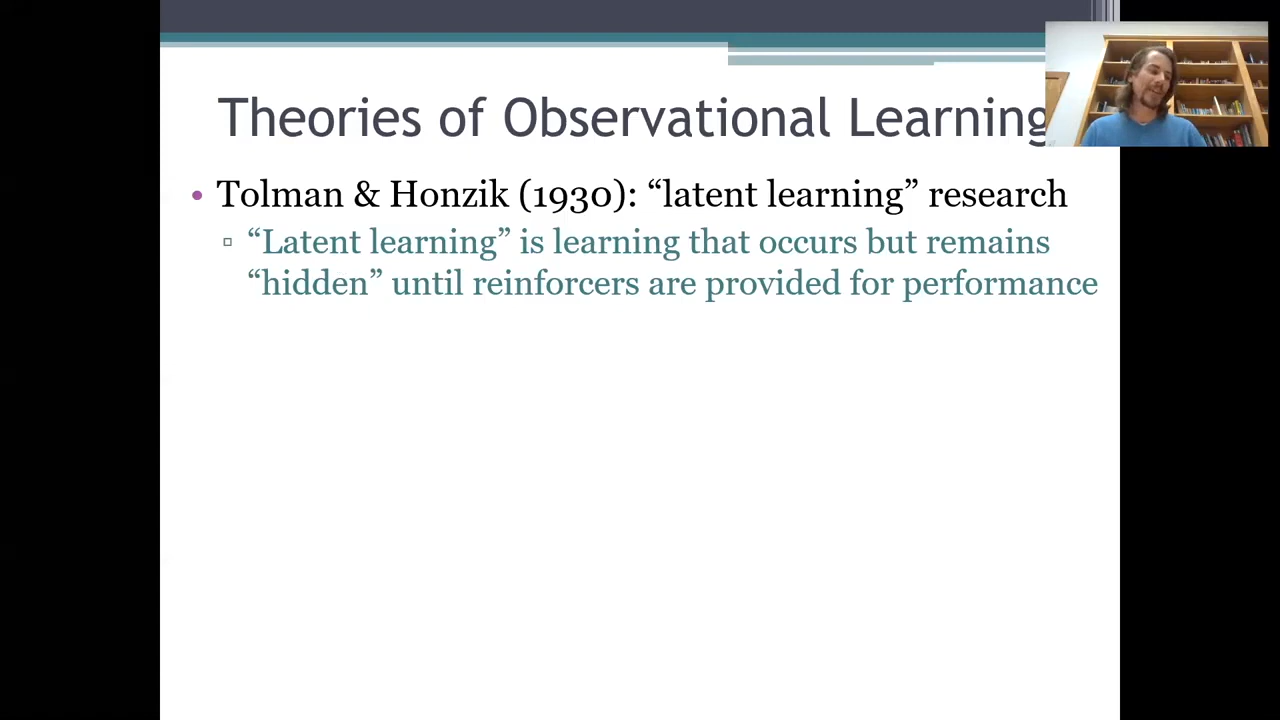 Theories of Observational Learning
• Tolman & Honzik (1930): “latent learning” research
▫ “Latent learning” is learning that occurs but remains
“hidden” until reinforcers are provided for performance